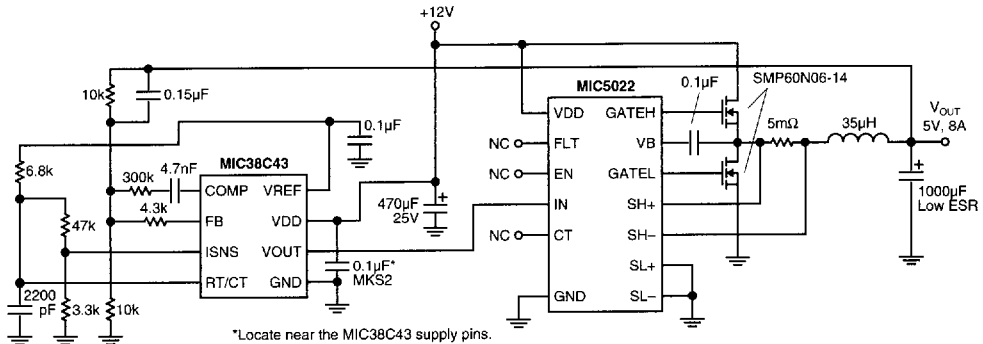 +12V
10k
0.15µF
0.1µF
6.8k
4.7nF
300k
4.3k
47k
2200
pF
3.3k
10k
MIC38C43
COMP
VREF
FB
VDD
ISNS
VOUT
RT/CT
GND
470µF
25V
0.1µF*
MKS2
*Locate near the MIC38C43 supply pins.
MIC5022
VDD
GATEH
NC
FLT
VB
NC
EN
GATEL
IN
SH+
NC
CT
SH–
SL+
GND
SL–
0.1µF
SMP60N06-14
5mΩ
35µH
VOUT
5V, 8A
+
1000µF
Low ESR
+